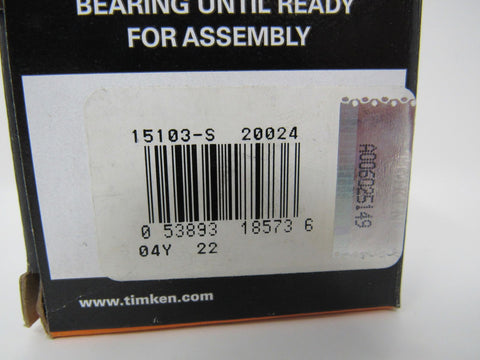 BEARING UNTIL READY
FOR ASSEMBLY
15103-S 20024
0 53893 18573 6
04Y 22
A006025149
www.timken.com